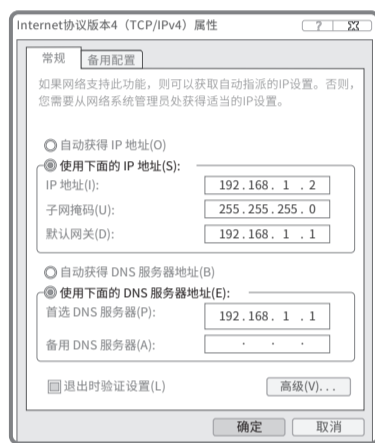 Internet协议版本4（TCP/IPv4）属性
常规 备用配置
如果网络支持此功能，则可以获取自动指派的IP设置。否则，
您需要从网络系统管理员处获得适当的IP设置。
自动获得 IP 地址(O)
使用下面的 IP 地址(S):
IP 地址(I): 192.168. 1 . 2
子网掩码(U): 255.255.255. 0
默认网关(D): 192.168. 1 . 1
自动获得 DNS 服务器地址(B)
使用下面的 DNS 服务器地址(E):
首选 DNS 服务器(P): 192.168. 1 . 1
备用 DNS 服务器(A): . . .
退出时验证设置(L) 高级(V)...
确定 取消